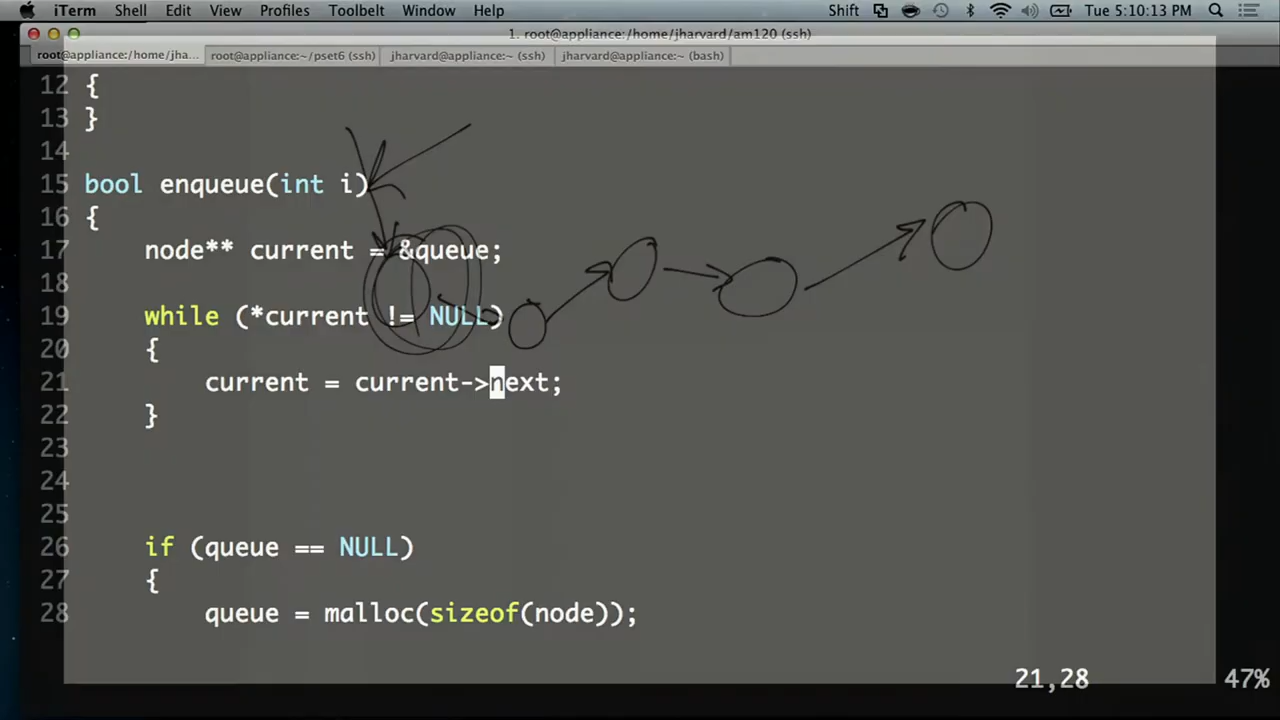 iTerm Shell Edit View Profiles Toolbelt Window Help Shift Tue 5:10:13 PM
1. root@appliance:/home/jharvard/am120 (ssh)
root@appliance:/home/jha... root@appliance:~/pset6 (ssh) jharvard@appliance:~ (ssh) jharvard@appliance:~ (bash)
12 {
13 }
14
15 bool enqueue(int i)
16 {
17 node** current = &queue;
18
19 while (*current != NULL)
20 {
21 current = current->next;
22 }
23
24
25
26 if (queue == NULL)
27 {
28 queue = malloc(sizeof(node));
21,28 47%